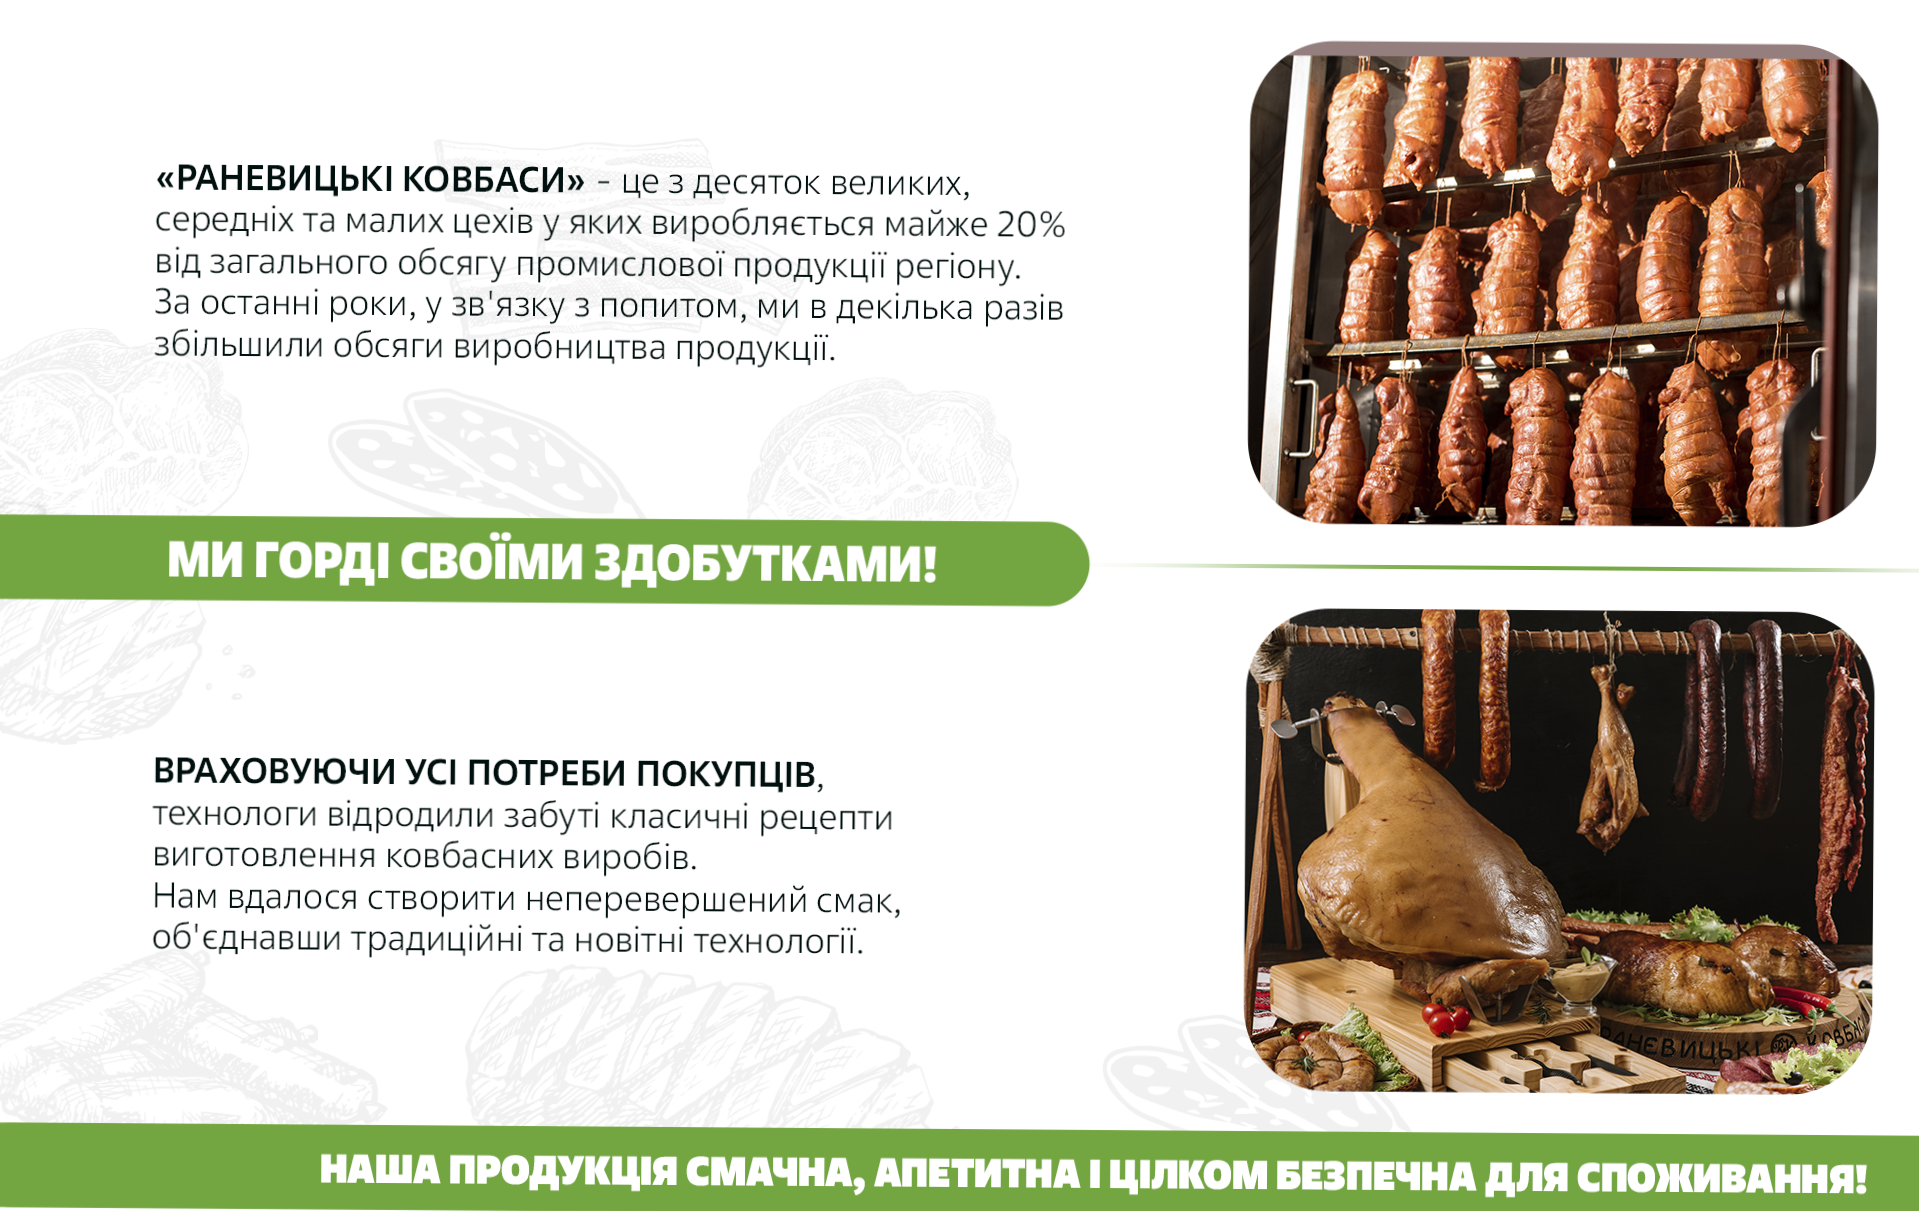 «РАНЕВИЦЬКІ КОВБАСИ» - це з десяток великих,
середніх та малих цехів у яких виробляється майже 20%
від загального обсягу промислової продукції регіону.
За останні роки, у зв'язку з попитом, ми в декілька разів
збільшили обсяги виробництва продукції.
МИ ГОРДІ СВОЇМИ ЗДОБУТКАМИ!
ВРАХОВУЮЧИ УСІ ПОТРЕБИ ПОКУПЦІВ,
технологи відродили забуті класичні рецепти
виготовлення ковбасних виробів.
Нам вдалося створити неперевершений смак,
об'єднавши традиційні та новітні технології.
РАНЕВИЦЬКІ КОВБАС
НАША ПРОДУКЦІЯ СМАЧНА, АПЕТИТНА І ЦІЛКОМ БЕЗПЕЧНА ДЛЯ СПОЖИВАННЯ!